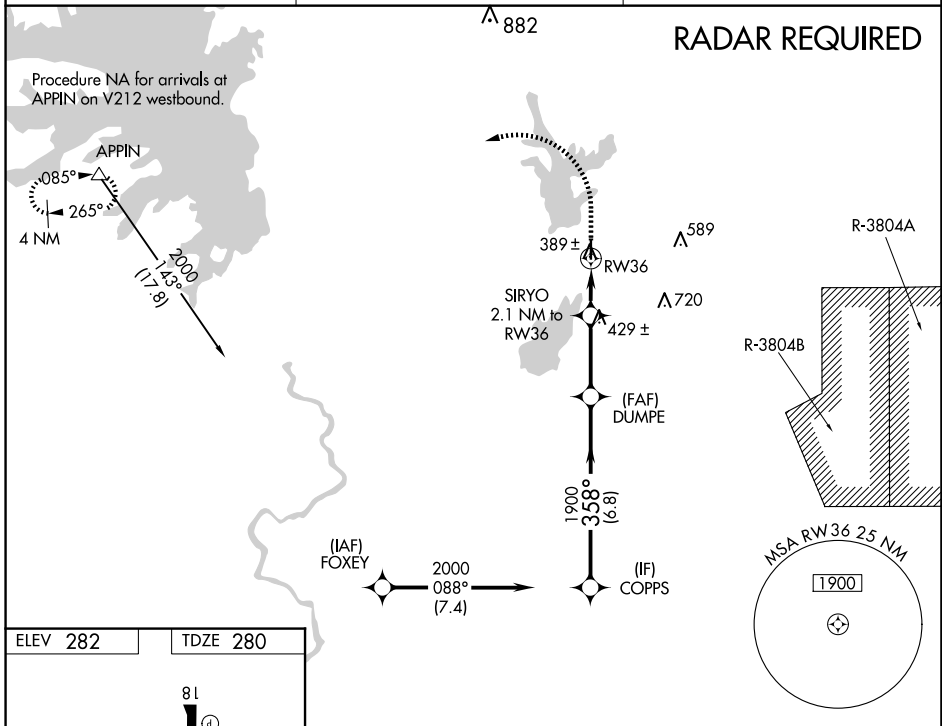 882
RADAR REQUIRED
Procedure NA for arrivals at
APPIN on V212 westbound.
APPIN
085°
265°
4 NM
2000
143°
(17.8)
389 ±
RW36
589
SIRYO
2.1 NM to
RW36
720
429 ±
R-3804A
R-3804B
(FAF)
DUMPE
1900
358°
(6.8)
(IAF)
FOXEY
2000
088°
(7.4)
(IF)
COPPS
MSA RW36 25 NM
1900
ELEV 282
TDZE 280
18
P